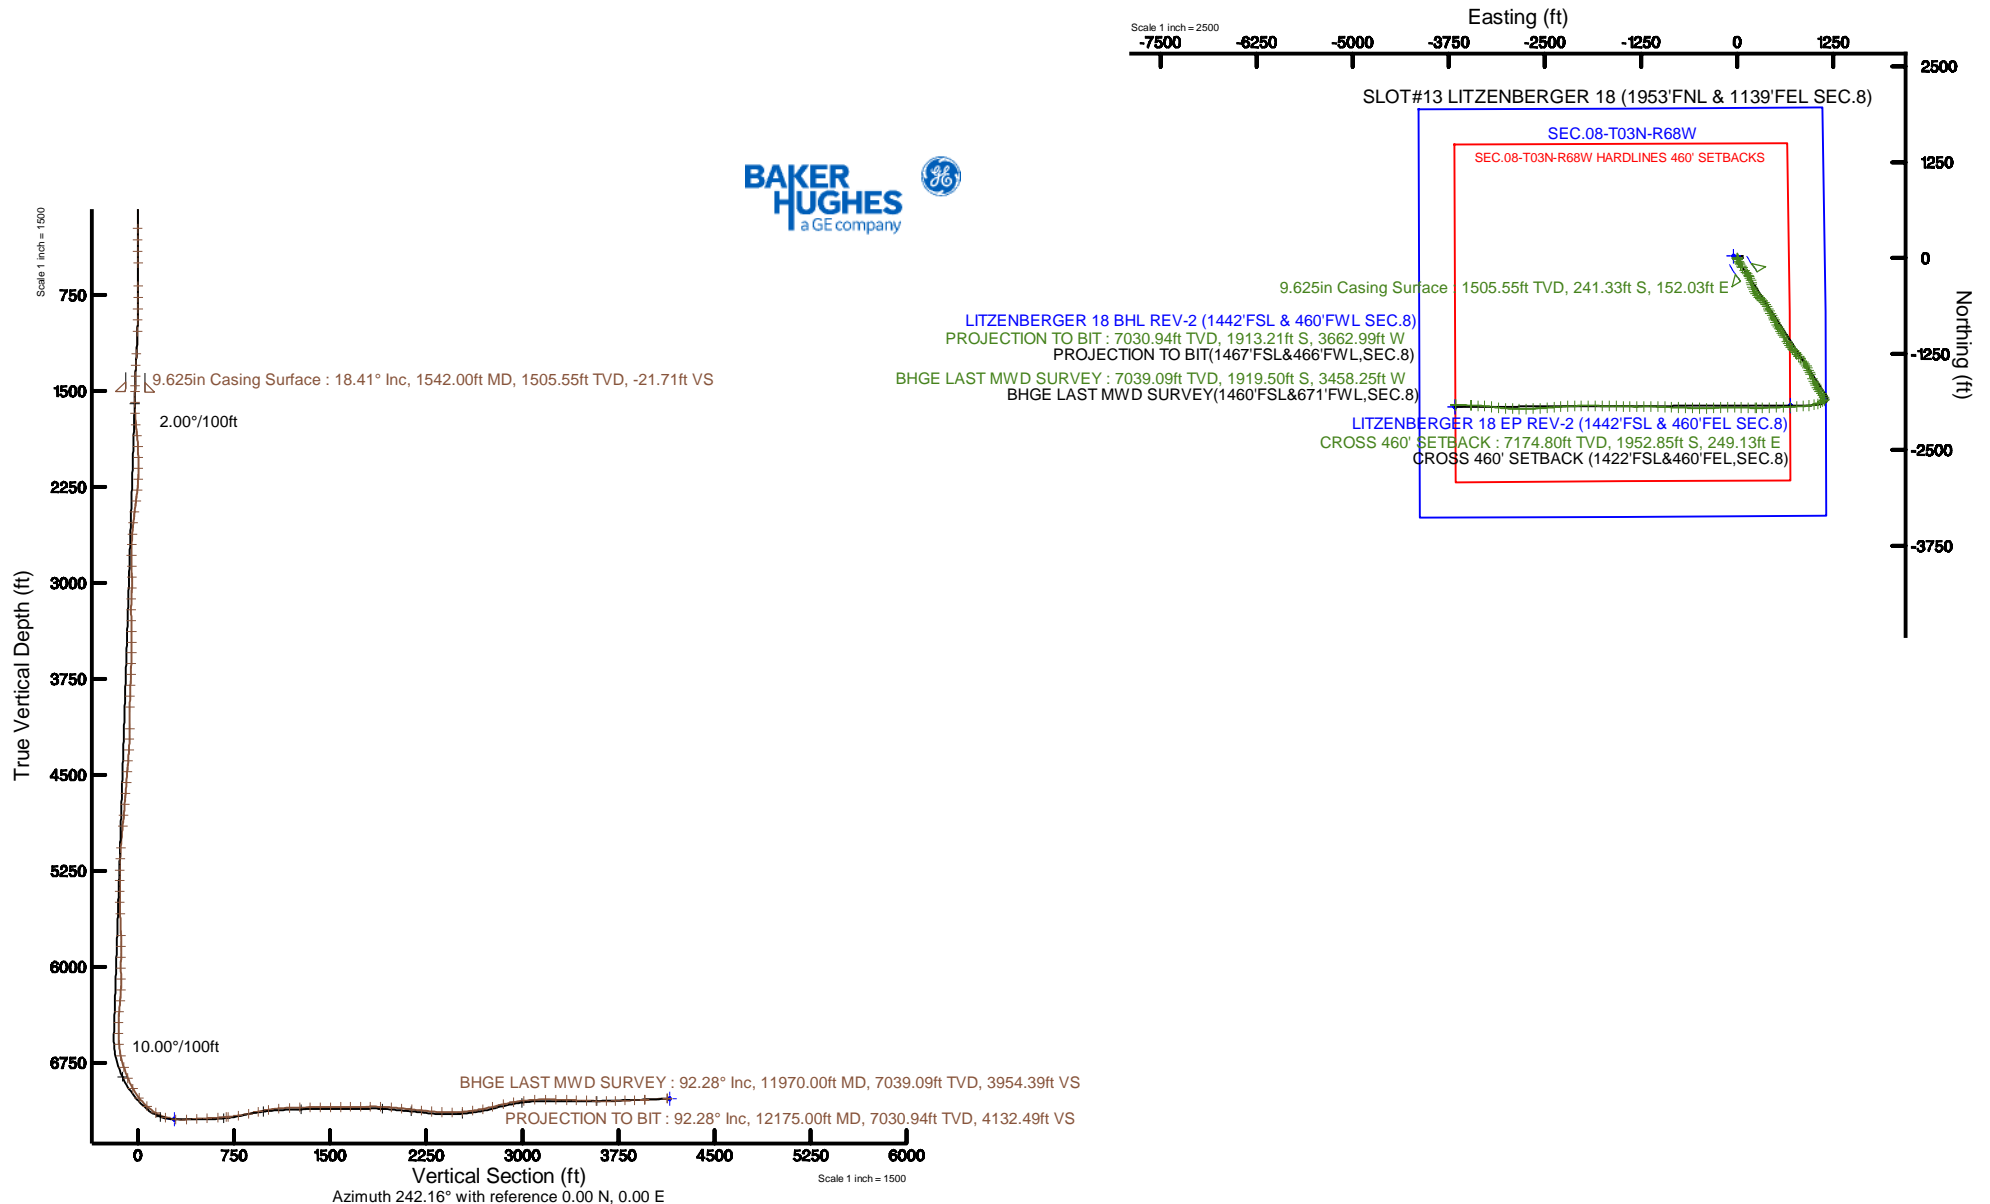 Easting (ft)
Scale 1 inch = 2500
-7500 -6250 -5000 -3750 -2500 -1250 0 1250
2500
SLOT#13 LITZENBERGER 18 (1953'FNL & 1139'FEL SEC.8)
SEC.08-T03N-R68W
SEC.08-T03N-R68W HARDLINES 460' SETBACKS
1250
0
9.625in Casing Surface : 1505.55ft TVD, 241.33ft S, 152.03ft E
LITZENBERGER 18 BHL REV-2 (1442'FSL & 460'FWL SEC.8)
PROJECTION TO BIT : 7030.94ft TVD, 1913.21ft S, 3662.99ft W
PROJECTION TO BIT(1467'FSL&466'FWL,SEC.8)
-1250
BHGE LAST MWD SURVEY : 7039.09ft TVD, 1919.50ft S, 3458.25ft W
BHGE LAST MWD SURVEY(1460'FSL&671'FWL,SEC.8)
LITZENBERGER 18 EP REV-2 (1442'FSL & 460'FEL SEC.8)
CROSS 460' SETBACK : 7174.80ft TVD, 1952.85ft S, 249.13ft E
-2500
CROSS 460' SETBACK (1422'FSL&460'FEL,SEC.8)
-3750
Northing (ft)
BAKER
HUGHES
a GE company
GE
Scale 1 inch = 1500
750
9.625in Casing Surface : 18.41° Inc, 1542.00ft MD, 1505.55ft TVD, -21.71ft VS
1500
2.00°/100ft
2250
3000
True Vertical Depth (ft)
3750
4500
5250
6000
10.00°/100ft
6750
BHGE LAST MWD SURVEY : 92.28° Inc, 11970.00ft MD, 7039.09ft TVD, 3954.39ft VS
PROJECTION TO BIT : 92.28° Inc, 12175.00ft MD, 7030.94ft TVD, 4132.49ft VS
0 750 1500 2250 3000 3750 4500 5250 6000
Vertical Section (ft)
Scale 1 inch = 1500
Azimuth 242.16° with reference 0.00 N, 0.00 E